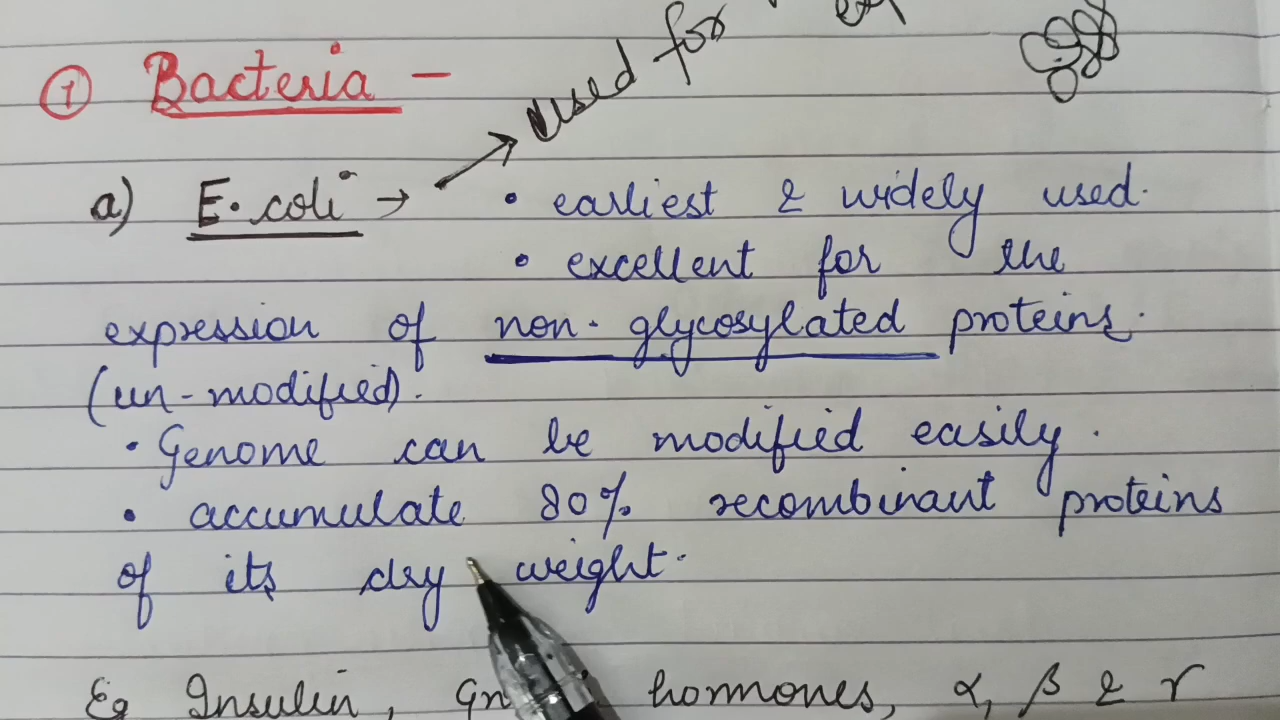 used for
① Bacteria –
a) E. coli → • earliest & widely used.
• excellent for the
expression of non-glycosylated proteins.
(un-modified).
• Genome can be modified easily.
• accumulate 80% recombinant proteins
of its dry weight.
Eg Insulin, hormones, α, β & γ